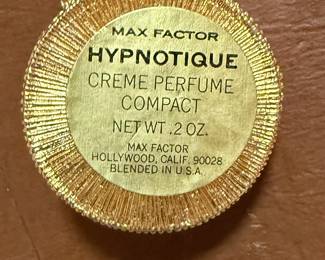 MAX FACTOR
HYPNOTIQUE
CREME PERFUME
COMPACT
NET WT. .2 OZ.
MAX FACTOR
HOLLYWOOD, CALIF. 90028
BLENDED IN U.S.A.